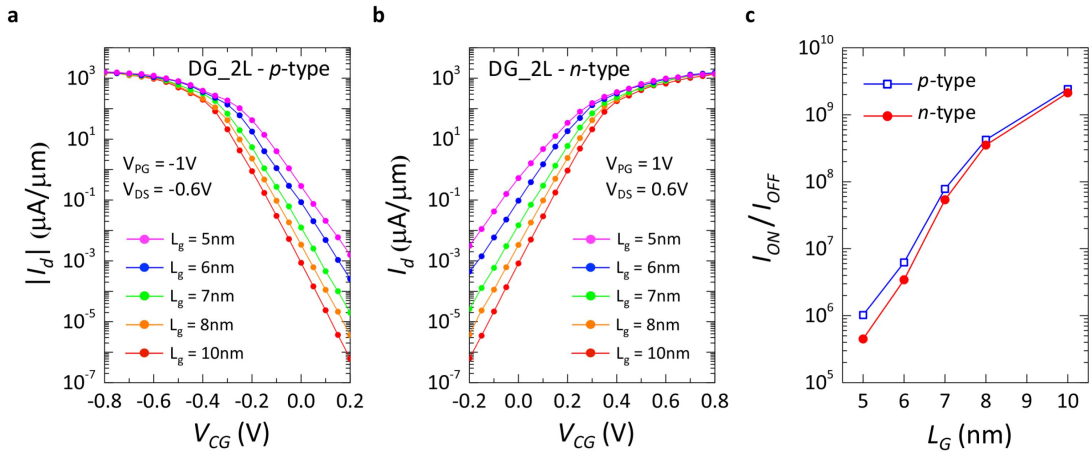 a
DG_2L - p-type
V_PG = -1V
V_DS = -0.6V
L_g = 5nm
L_g = 6nm
L_g = 7nm
L_g = 8nm
L_g = 10nm
|I_d| (μA/μm)
10^3
10^1
10^-1
10^-3
10^-5
10^-7
-0.8 -0.6 -0.4 -0.2 0.0 0.2
V_CG (V)
b
DG_2L - n-type
V_PG = 1V
V_DS = 0.6V
L_g = 5nm
L_g = 6nm
L_g = 7nm
L_g = 8nm
L_g = 10nm
I_d (μA/μm)
10^3
10^1
10^-1
10^-3
10^-5
10^-7
-0.2 0.0 0.2 0.4 0.6 0.8
V_CG (V)
c
p-type
n-type
I_ON/I_OFF
10^10
10^9
10^8
10^7
10^6
10^5
5 6 7 8 9 10
L_G (nm)